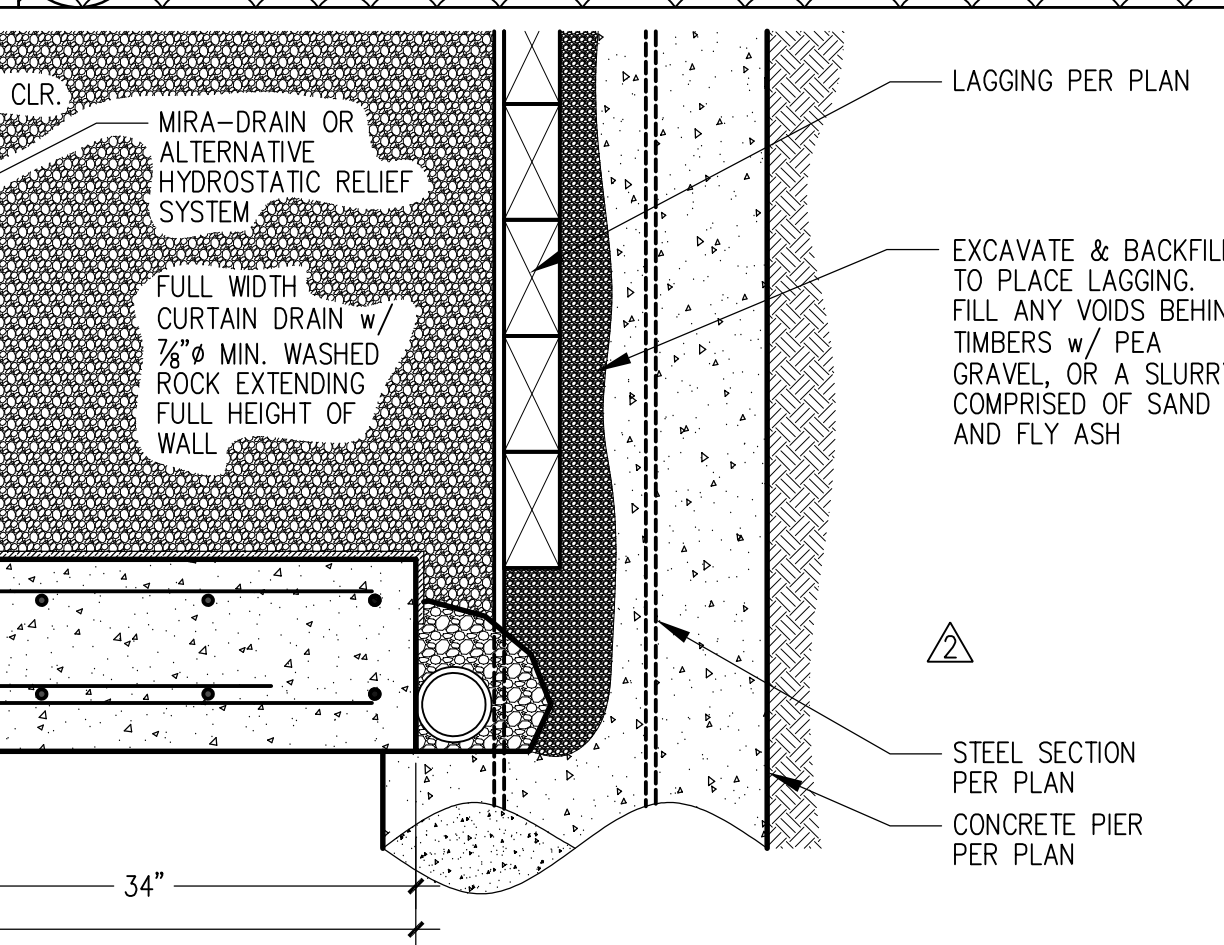 CLR.
MIRA-DRAIN OR
ALTERNATIVE
HYDROSTATIC RELIEF
SYSTEM
FULL WIDTH
CURTAIN DRAIN w/
⅞"ø MIN. WASHED
ROCK EXTENDING
FULL HEIGHT OF
WALL
LAGGING PER PLAN
EXCAVATE & BACKFILL
TO PLACE LAGGING.
FILL ANY VOIDS BEHIN
TIMBERS w/ PEA
GRAVEL, OR A SLURRY
COMPRISED OF SAND
AND FLY ASH
2
STEEL SECTION
PER PLAN
CONCRETE PIER
PER PLAN
34"